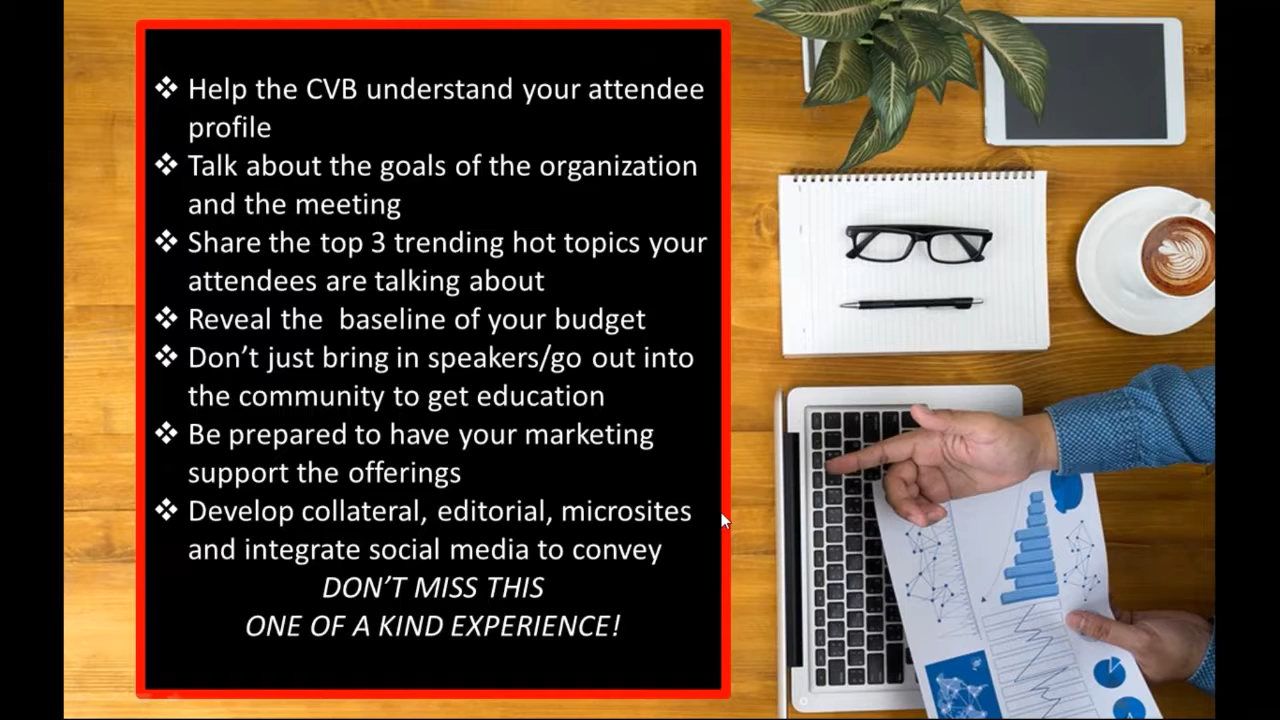 ❖ Help the CVB understand your attendee
profile
❖ Talk about the goals of the organization
and the meeting
❖ Share the top 3 trending hot topics your
attendees are talking about
❖ Reveal the  baseline of your budget
❖ Don’t just bring in speakers/go out into
the community to get education
❖ Be prepared to have your marketing
support the offerings
❖ Develop collateral, editorial, microsites
and integrate social media to convey
DON’T MISS THIS
ONE OF A KIND EXPERIENCE!